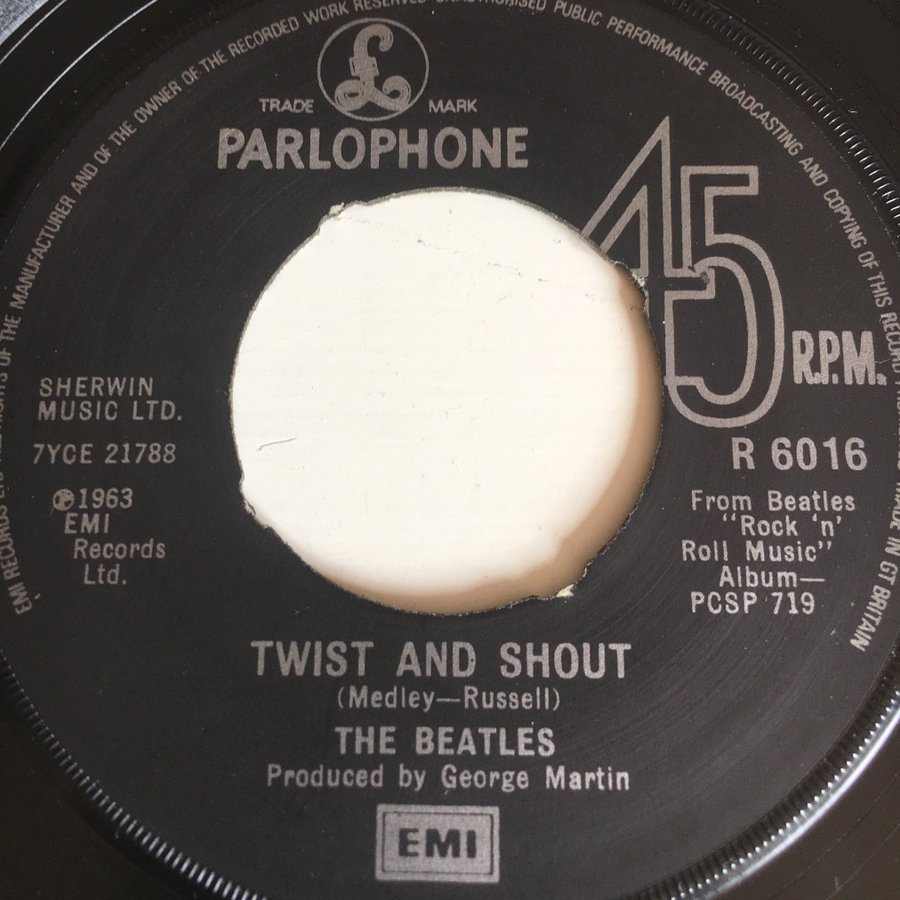 OF THE MANUFACTURER AND OF THE OWNER OF THE RECORDED WORK RESERVED UNAUTHORISED PUBLIC PERFORMANCE BROADCASTING AND COPYING OF THIS RECORD
MADE IN GT BRITAIN
EMI RECORDS LTD
£
TRADE MARK
PARLOPHONE
45
R.P.M.
SHERWIN
MUSIC LTD.
7YCE 21788
℗1963
EMI
Records
Ltd.
R 6016
From Beatles
"Rock 'n'
Roll Music"
Album—
PCSP 719
TWIST AND SHOUT
(Medley—Russell)
THE BEATLES
Produced by George Martin
EMI